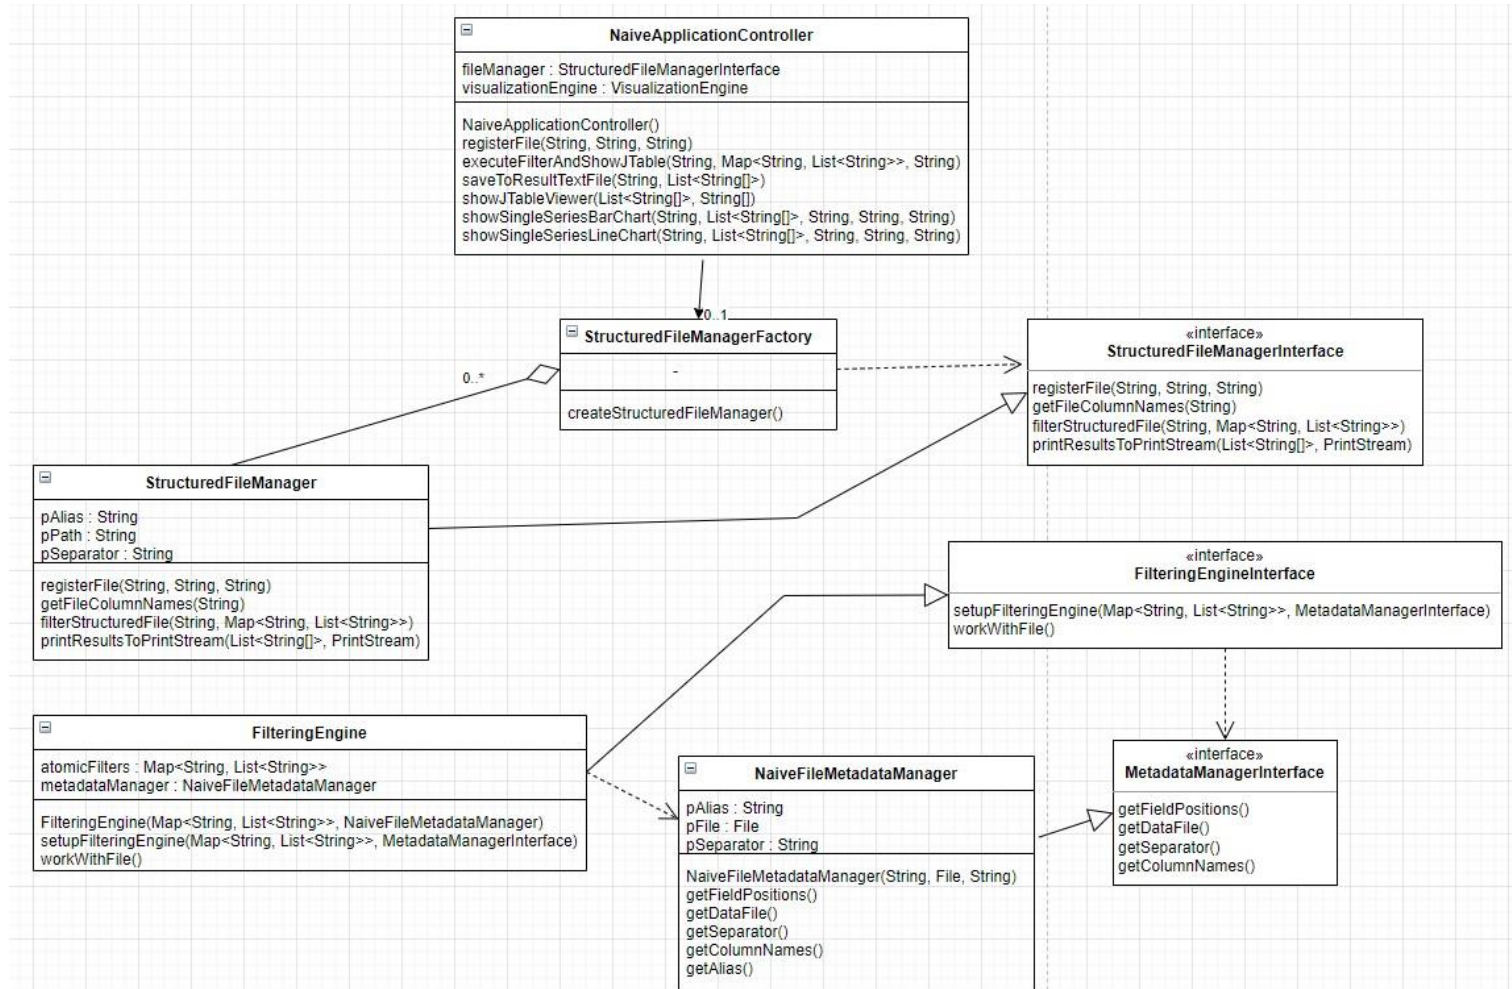 NaiveApplicationController
fileManager : StructuredFileManagerInterface
visualizationEngine : VisualizationEngine
NaiveApplicationController()
registerFile(String, String, String)
executeFilterAndShowJTable(String, Map<String, List<String>>, String)
saveToResultTextFile(String, List<String[]>)
showJTableViewer(List<String[]>, String[])
showSingleSeriesBarChart(String, List<String[]>, String, String, String)
showSingleSeriesLineChart(String, List<String[]>, String, String, String)
0..1
StructuredFileManagerFactory
-
createStructuredFileManager()
0..*
«interface»
StructuredFileManagerInterface
registerFile(String, String, String)
getFileColumnNames(String)
filterStructuredFile(String, Map<String, List<String>>)
printResultsToPrintStream(List<String[]>, PrintStream)
StructuredFileManager
pAlias : String
pPath : String
pSeparator : String
registerFile(String, String, String)
getFileColumnNames(String)
filterStructuredFile(String, Map<String, List<String>>)
printResultsToPrintStream(List<String[]>, PrintStream)
«interface»
FilteringEngineInterface
setupFilteringEngine(Map<String, List<String>>, MetadataManagerInterface)
workWithFile()
FilteringEngine
atomicFilters : Map<String, List<String>>
metadataManager : NaiveFileMetadataManager
FilteringEngine(Map<String, List<String>>, NaiveFileMetadataManager)
setupFilteringEngine(Map<String, List<String>>, MetadataManagerInterface)
workWithFile()
NaiveFileMetadataManager
pAlias : String
pFile : File
pSeparator : String
NaiveFileMetadataManager(String, File, String)
getFieldPositions()
getDataFile()
getSeparator()
getColumnNames()
getAlias()
«interface»
MetadataManagerInterface
getFieldPositions()
getDataFile()
getSeparator()
getColumnNames()